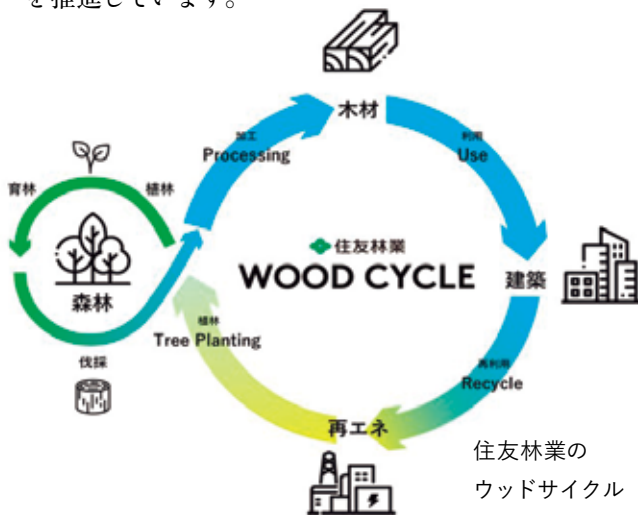 を推進しています。
木材
加工
Processing
利用
Use
育林
植林
森林
伐採
住友林業
WOOD CYCLE
建築
植林
Tree Planting
再利用
Recycle
再エネ
住友林業の
ウッドサイクル